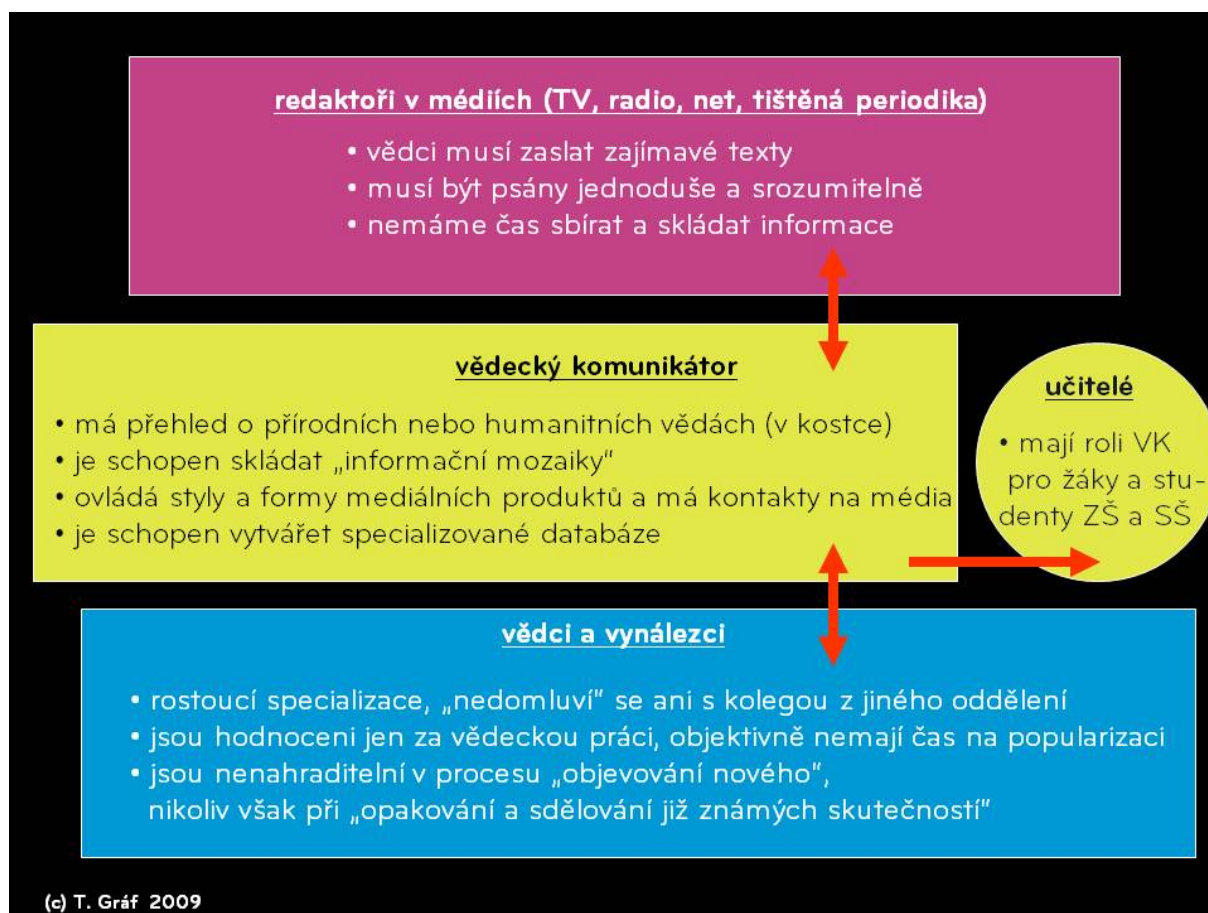 redaktoři v médiích (TV, radio, net, tištěná periodika)
• vědci musí zaslat zajímavé texty
• musí být psány jednoduše a srozumitelně
• nemáme čas sbírat a skládat informace
vědecký komunikátor
• má přehled o přírodních nebo humanitních vědách (v kostce)
• je schopen skládat „informační mozaiky“
• ovládá styly a formy mediálních produktů a má kontakty na média
• je schopen vytvářet specializované databáze
učitelé
• mají roli VK
pro žáky a stu-
denty ZŠ a SŠ
vědci a vynálezci
• rostoucí specializace, „nedomluví“ se ani s kolegou z jiného oddělení
• jsou hodnoceni jen za vědeckou práci, objektivně nemají čas na popularizaci
• jsou nenahraditelní v procesu „objevování nového“,
nikoliv však při „opakování a sdělování již známých skutečností“
(c) T. Gráf 2009